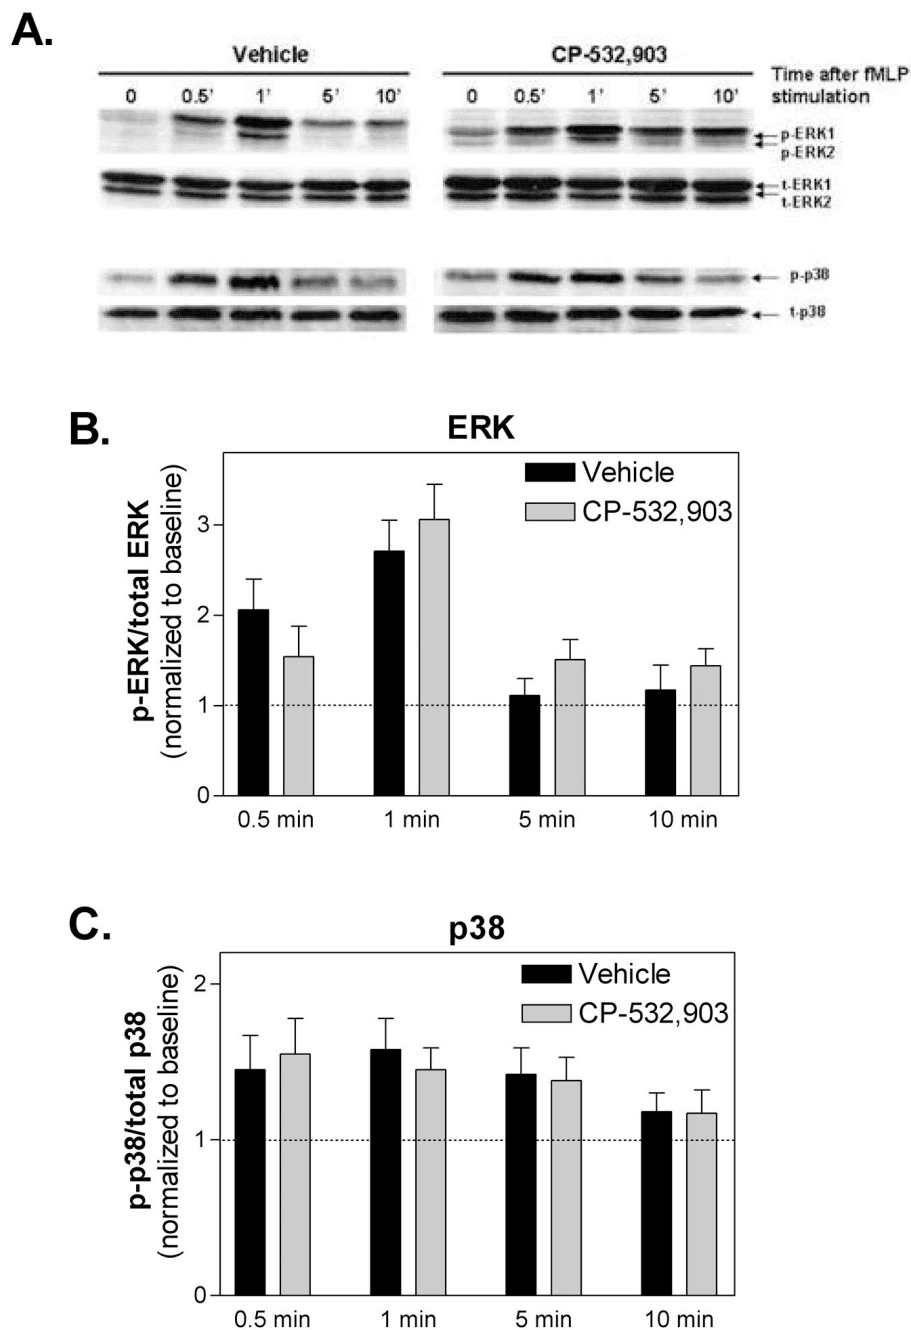 A.
Vehicle
CP-532,903
Time after fMLP
stimulation
0 0.5' 1' 5' 10'
0 0.5' 1' 5' 10'
p-ERK1
p-ERK2
t-ERK1
t-ERK2
p-p38
t-p38
B.
ERK
Vehicle
CP-532,903
p-ERK/total ERK
(normalized to baseline)
3
2
1
0
0.5 min 1 min 5 min 10 min
C.
p38
Vehicle
CP-532,903
p-p38/total p38
(normalized to baseline)
2
1
0
0.5 min 1 min 5 min 10 min